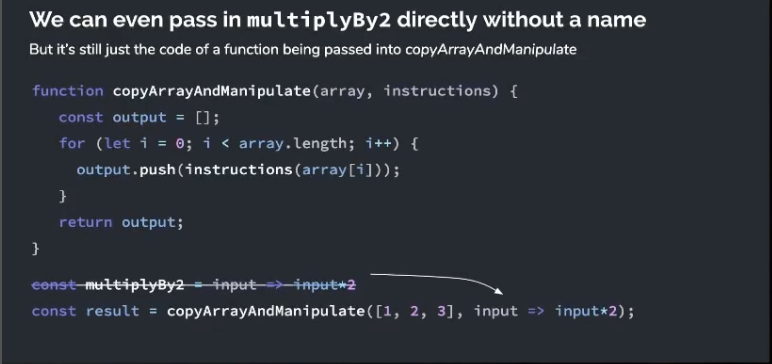 We can even pass in multiplyBy2 directly without a name
But it's still just the code of a function being passed into copyArrayAndManipulate
function copyArrayAndManipulate(array, instructions) {
const output = [];
for (let i = 0; i < array.length; i++) {
output.push(instructions(array[i]));
}
return output;
}
const multiplyBy2 = input => input*2
const result = copyArrayAndManipulate([1, 2, 3], input => input*2);